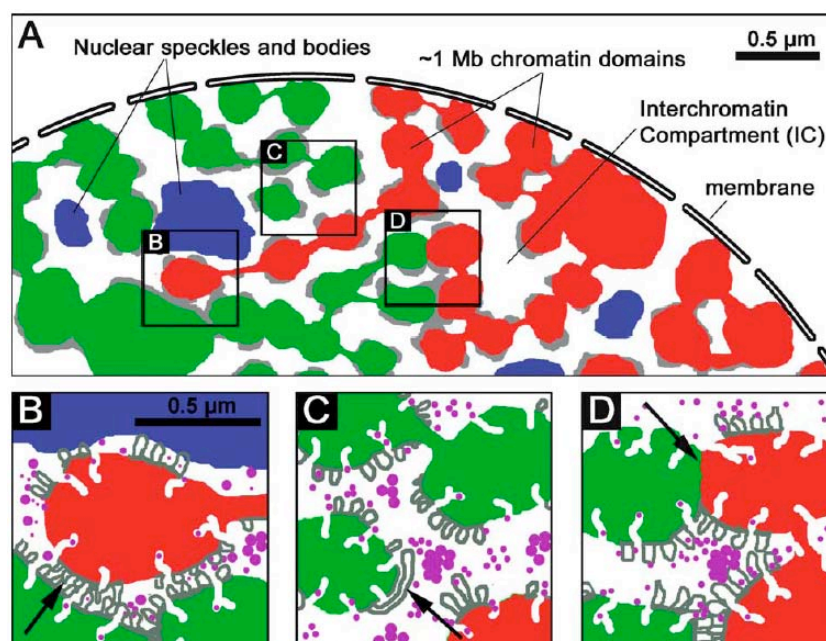 A
Nuclear speckles and bodies
~1 Mb chromatin domains
0.5 µm
Interchromatin
Compartment (IC)
membrane
C
D
B
B
0.5 µm
C
D